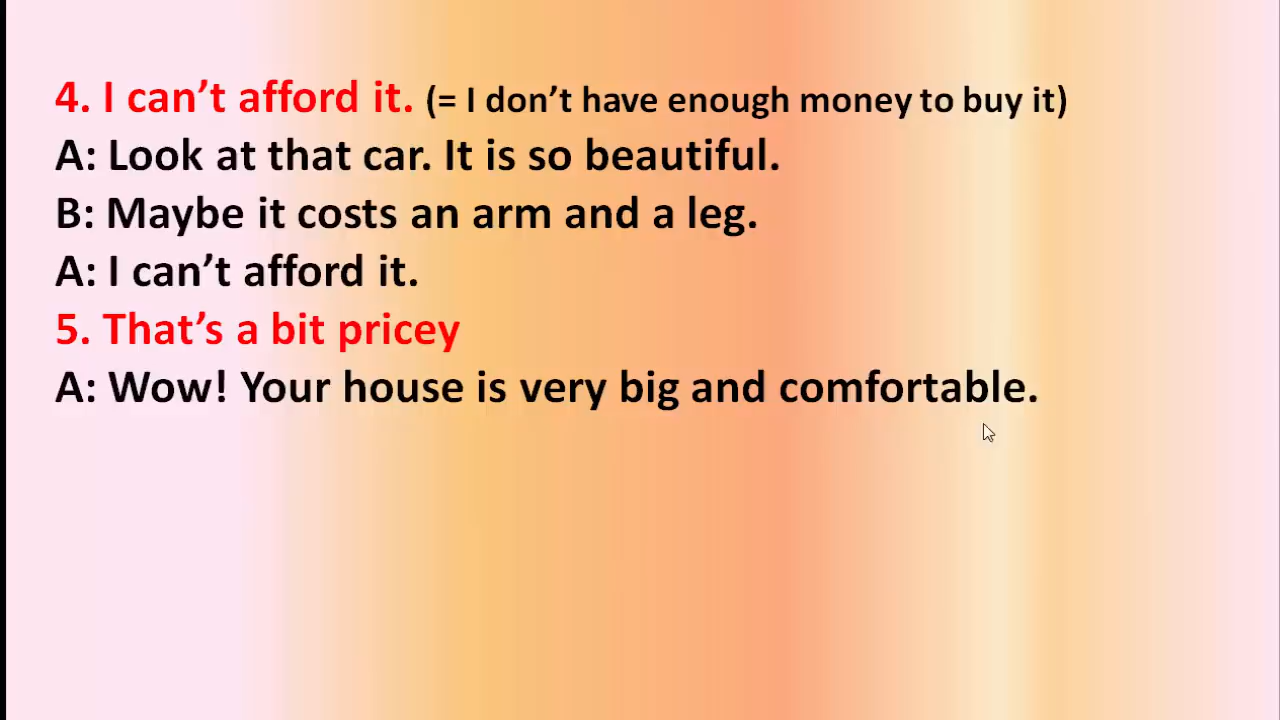 4. I can’t afford it. (= I don’t have enough money to buy it)
A: Look at that car. It is so beautiful.
B: Maybe it costs an arm and a leg.
A: I can’t afford it.
5. That’s a bit pricey
A: Wow! Your house is very big and comfortable.